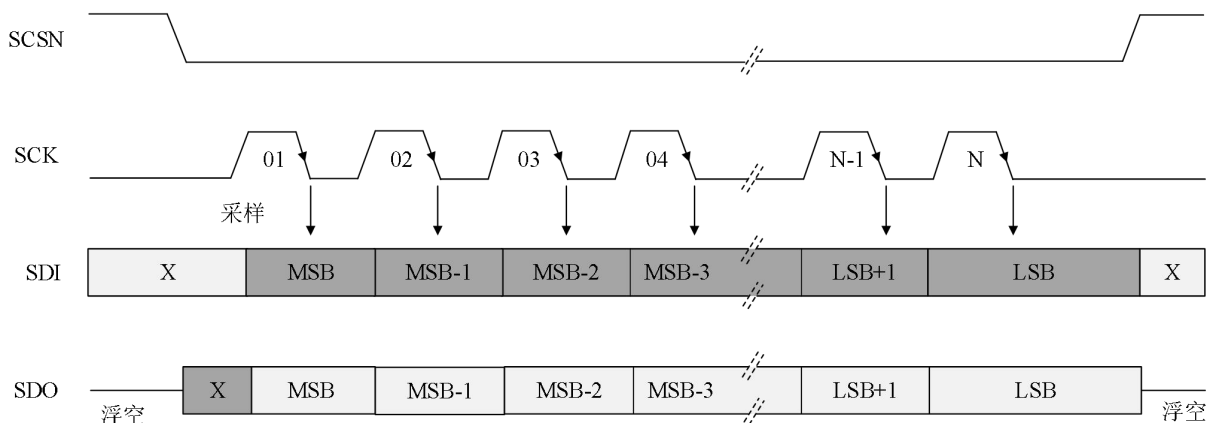 SCSN
SCK 01 02 03 04 N-1 N
采样
SDI X MSB MSB-1 MSB-2 MSB-3 LSB+1 LSB X
SDO X MSB MSB-1 MSB-2 MSB-3 LSB+1 LSB
浮空 浮空